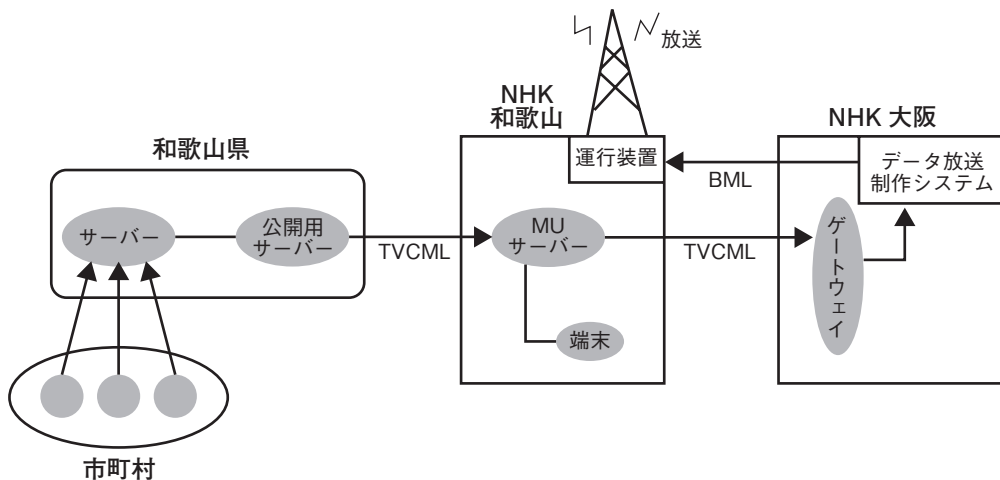 放送
NHK
和歌山
NHK 大阪
和歌山県
運行装置
BML
データ放送
制作システム
サーバー
公開用
サーバー
TVCML
MU
サーバー
TVCML
ゲートウェイ
端末
市町村